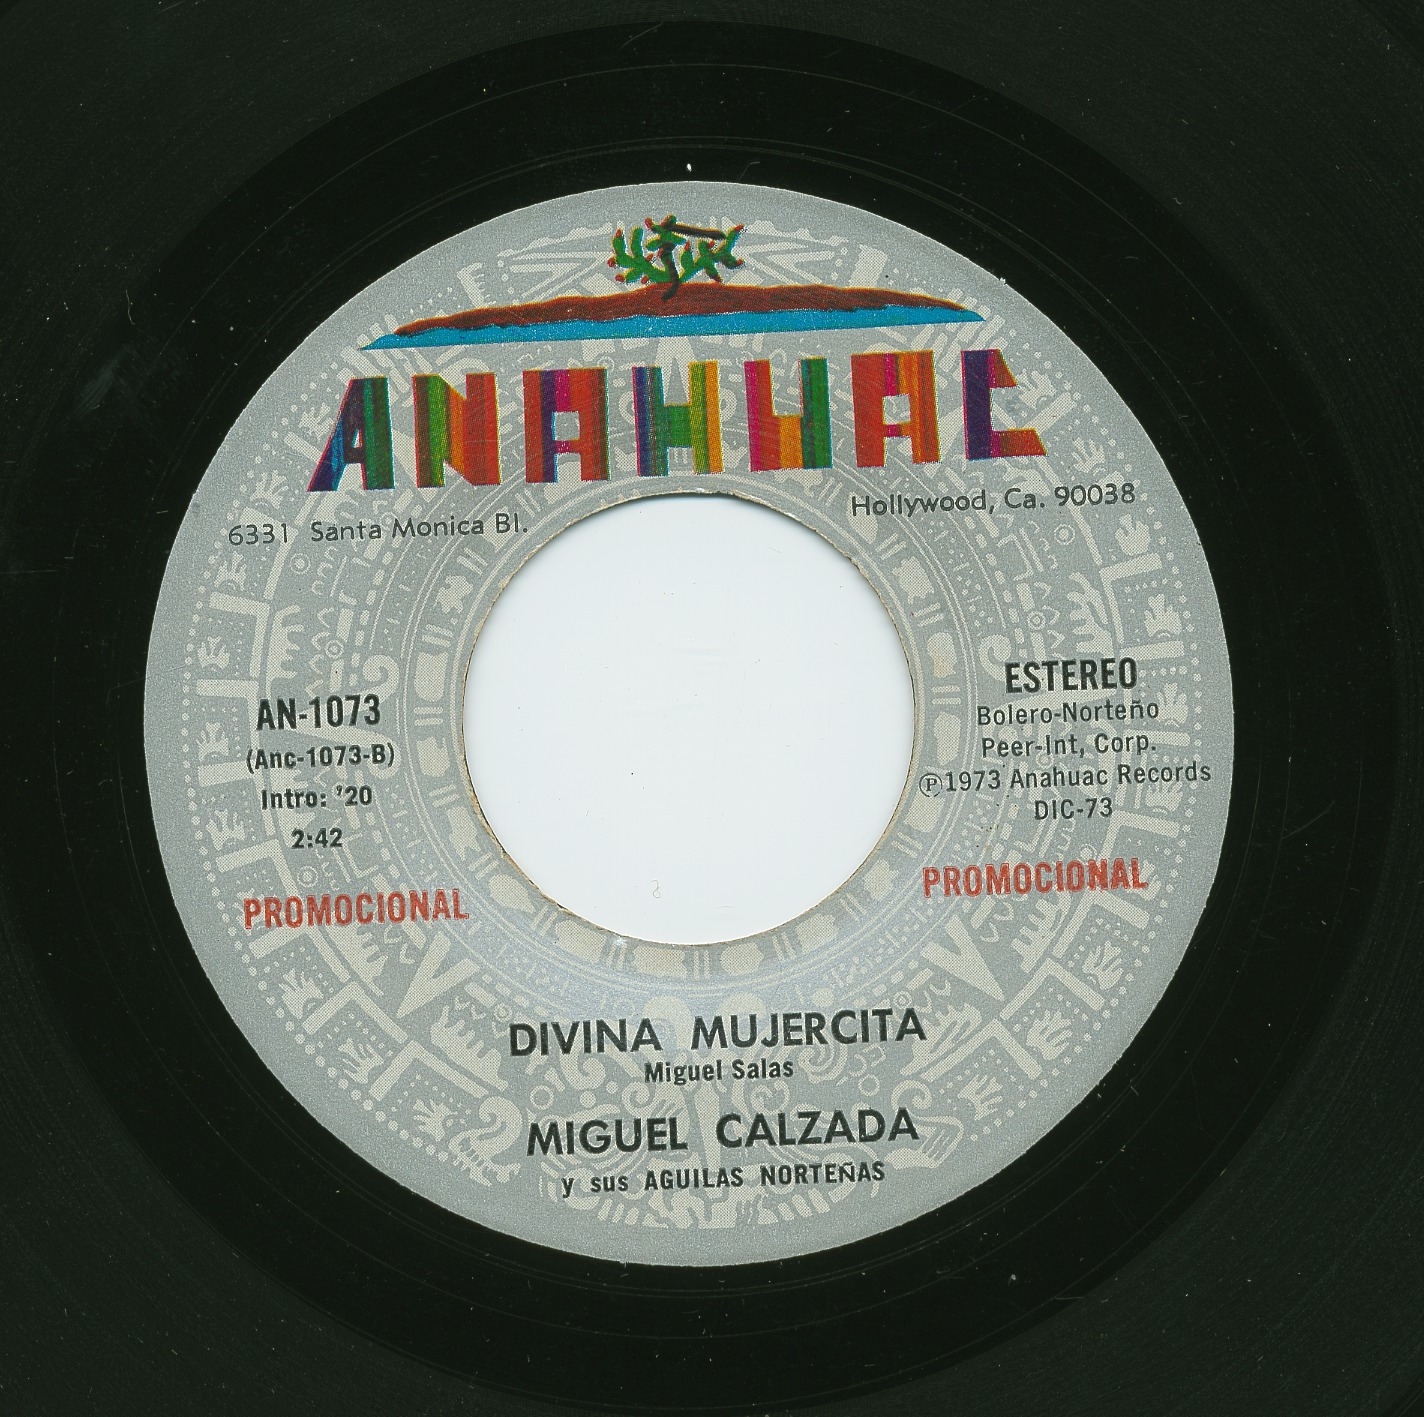 ANAHUAC
6331 Santa Monica Bl.
Hollywood, Ca. 90038
AN-1073
(Anc-1073-B)
Intro: '20
2:42
PROMOCIONAL
ESTEREO
Bolero-Norteño
Peer-Int, Corp.
Ⓟ1973 Anahuac Records
DIC-73
PROMOCIONAL
DIVINA MUJERCITA
Miguel Salas
MIGUEL CALZADA
y sus AGUILAS NORTEÑAS